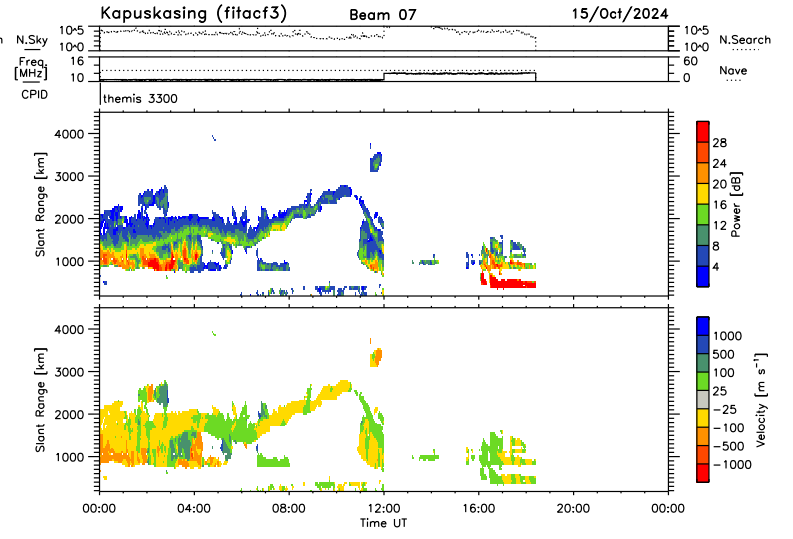 Kapuskasing (fitacf3) Beam 07 15/Oct/2024
n N.Sky 10^5 10^0 10^5 10^0 N.Search
Freq. [MHz] 16 10 60 0 Nave
CPID themis 3300
Slant Range [km] 4000 3000 2000 1000
28 24 20 16 12 8 4 Power [dB]
Slant Range [km] 4000 3000 2000 1000
1000 500 100 25 -25 -100 -500 -1000 Velocity [m s⁻¹]
00:00 04:00 08:00 12:00 16:00 20:00 00:00
Time UT